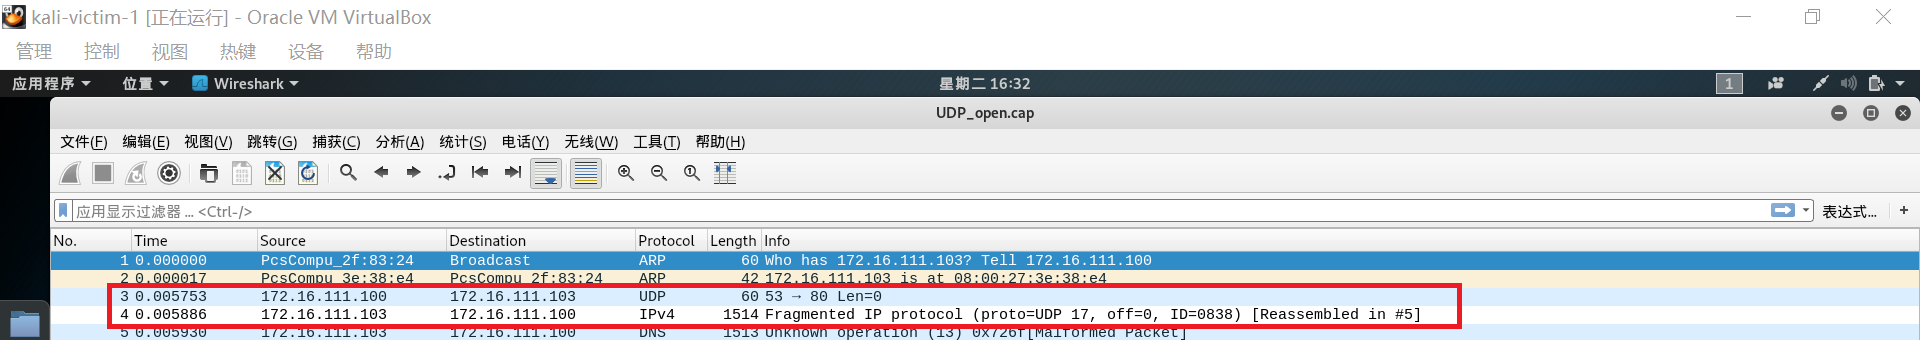 kali-victim-1 [正在运行] - Oracle VM VirtualBox
管理 控制 视图 热键 设备 帮助
应用程序 位置 Wireshark 星期二 16:32 1
UDP_open.cap
文件(F) 编辑(E) 视图(V) 跳转(G) 捕获(C) 分析(A) 统计(S) 电话(Y) 无线(W) 工具(T) 帮助(H)
应用显示过滤器 ... <Ctrl-/> 表达式... +
No. Time Source Destination Protocol Length Info
1 0.000000 PcsCompu_2f:83:24 Broadcast ARP 60 Who has 172.16.111.103? Tell 172.16.111.100
2 0.000017 PcsCompu_3e:38:e4 PcsCompu_2f:83:24 ARP 42 172.16.111.103 is at 08:00:27:3e:38:e4
3 0.005753 172.16.111.100 172.16.111.103 UDP 60 53 → 80 Len=0
4 0.005886 172.16.111.103 172.16.111.100 IPv4 1514 Fragmented IP protocol (proto=UDP 17, off=0, ID=0838) [Reassembled in #5]
5 0.005930 172.16.111.103 172.16.111.100 DNS 1513 Unknown operation (13) 0x726f[Malformed Packet]